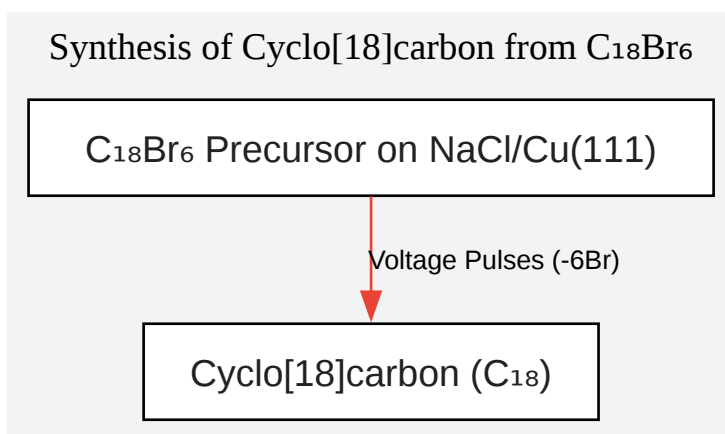 Synthesis of Cyclo[18]carbon from C₁₈Br₆
C₁₈Br₆ Precursor on NaCl/Cu(111)
Voltage Pulses (-6Br)
Cyclo[18]carbon (C₁₈)